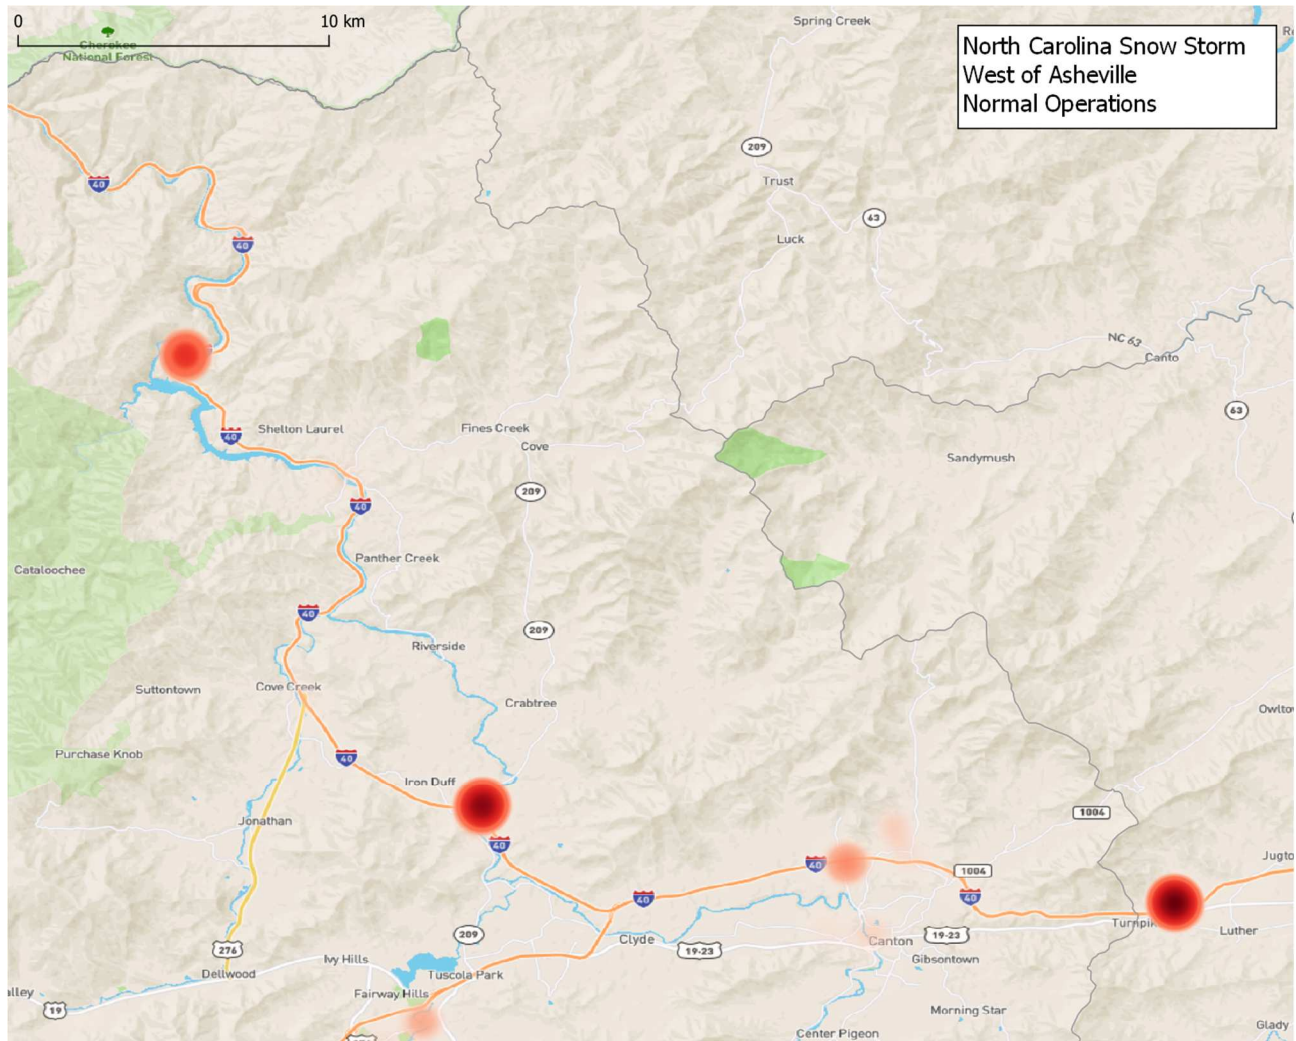 0 10 km
Cherokee
National Forest
Spring Creek
North Carolina Snow Storm
West of Asheville
Normal Operations
209
Trust
40
63
Luck
40
NC 63
Canto
63
Shelton Laurel
Fines Creek
40
Cove
Sandymush
209
40
Panther Creek
Cataloochee
40
209
Riverside
Suttontown
Cove Creek
Crabtree
Purchase Knob
40
Iron Duff
Jonathan
1004
40
40
1004
40
40
Turnpi
Luther
209
Clyde
19-23
Canton
19-23
276
Ivy Hills
Gibsontown
Dellwood
Tuscola Park
Fairway Hills
alley
19
Morning Star
Center Pigeon
Glady